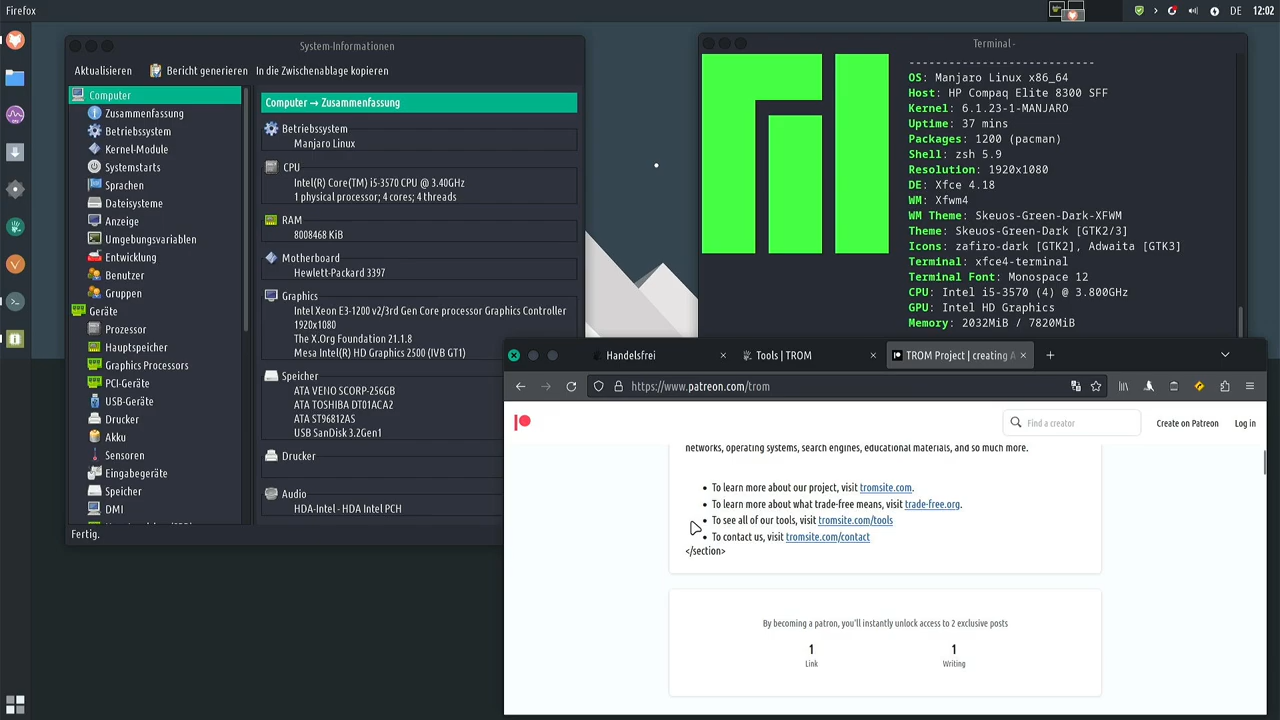 Firefox
DE
12:02
System-Informationen
Aktualisieren
Bericht generieren
In die Zwischenablage kopieren
Computer
Zusammenfassung
Betriebssystem
Kernel-Module
Systemstarts
Sprachen
Dateisysteme
Anzeige
Umgebungsvariablen
Entwicklung
Benutzer
Gruppen
Geräte
Prozessor
Hauptspeicher
Graphics Processors
PCI-Geräte
USB-Geräte
Drucker
Akku
Sensoren
Eingabegeräte
Speicher
DMI
Fertig.
Computer → Zusammenfassung
Betriebssystem
Manjaro Linux
CPU
Intel(R) Core(TM) i5-3570 CPU @ 3.40GHz
1 physical processor; 4 cores; 4 threads
RAM
8008468 KiB
Motherboard
Hewlett-Packard 3397
Graphics
Intel Xeon E3-1200 v2/3rd Gen Core processor Graphics Controller
1920x1080
The X.Org Foundation 21.1.8
Mesa Intel(R) HD Graphics 2500 (IVB GT1)
Speicher
ATA VENO SCORP-256GB
ATA TOSHIBA DT01ACA2
ATA ST96812AS
USB SanDisk 3.2Gen1
Drucker
Audio
HDA-Intel - HDA Intel PCH
Terminal -
----------------------------
OS: Manjaro Linux x86_64
Host: HP Compaq Elite 8300 SFF
Kernel: 6.1.23-1-MANJARO
Uptime: 37 mins
Packages: 1200 (pacman)
Shell: zsh 5.9
Resolution: 1920x1080
DE: Xfce 4.18
WM: Xfwm4
WM Theme: Skeuos-Green-Dark-XFWM
Theme: Skeuos-Green-Dark [GTK2/3]
Icons: zafiro-dark [GTK2], Adwaita [GTK3]
Terminal: xfce4-terminal
Terminal Font: Monospace 12
CPU: Intel i5-3570 (4) @ 3.800GHz
GPU: Intel HD Graphics
Memory: 2032MiB / 7820MiB
Handelsfrei
Tools | TROM
TROM Project | creating A
https://www.patreon.com/trom
Find a creator
Create on Patreon
Log in
networks, operating systems, search engines, educational materials, and so much more.
• To learn more about our project, visit tromsite.com.
• To learn more about what trade-free means, visit trade-free.org.
• To see all of our tools, visit tromsite.com/tools
• To contact us, visit tromsite.com/contact
</section>
By becoming a patron, you'll instantly unlock access to 2 exclusive posts
1
Link
1
Writing